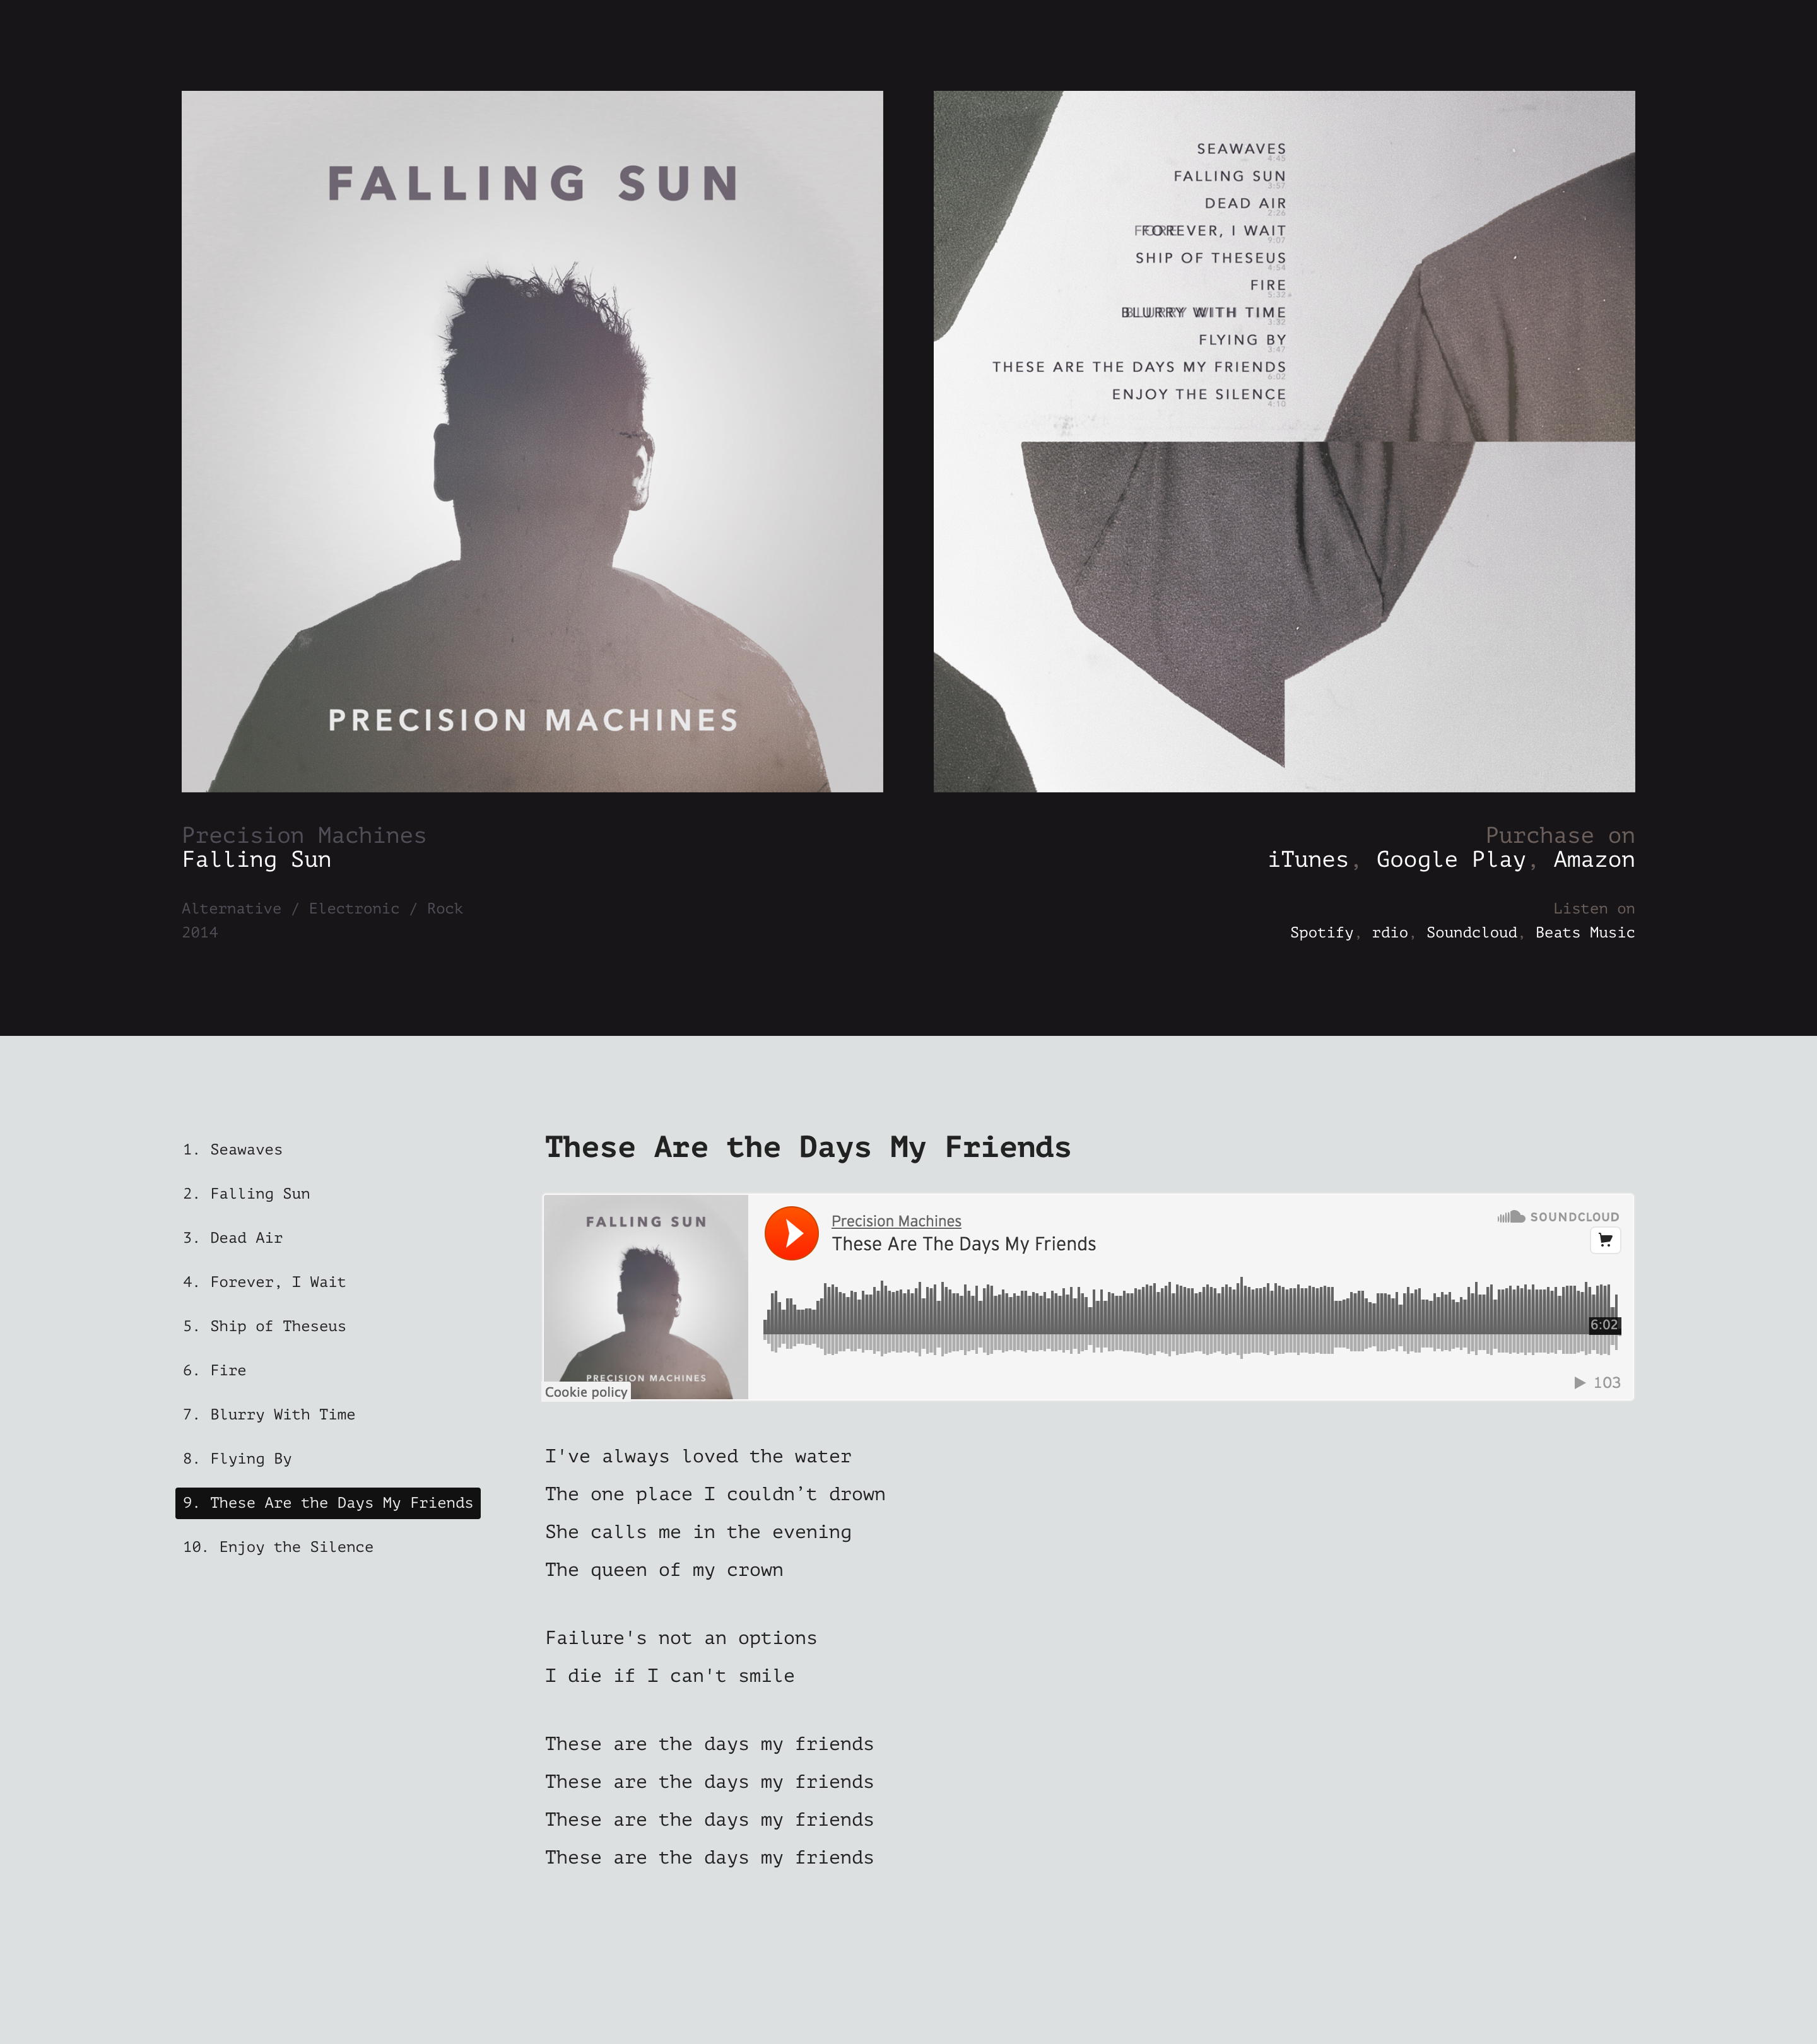 FALLING SUN
PRECISION MACHINES
SEAWAVES
4:45
FALLING SUN
3:57
DEAD AIR
2:26
FOREVER, I WAIT
9:07
SHIP OF THESEUS
4:54
FIRE
5:32
BLURRY WITH TIME
3:32
FLYING BY
3:47
THESE ARE THE DAYS MY FRIENDS
6:02
ENJOY THE SILENCE
4:10
Precision Machines
Falling Sun
Alternative / Electronic / Rock
2014
Purchase on
iTunes, Google Play, Amazon
Listen on
Spotify, rdio, Soundcloud, Beats Music
1. Seawaves
2. Falling Sun
3. Dead Air
4. Forever, I Wait
5. Ship of Theseus
6. Fire
7. Blurry With Time
8. Flying By
9. These Are the Days My Friends
10. Enjoy the Silence
These Are the Days My Friends
FALLING SUN
PRECISION MACHINES
Cookie policy
Precision Machines
These Are The Days My Friends
SOUNDCLOUD
6:02
103
I've always loved the water
The one place I couldn’t drown
She calls me in the evening
The queen of my crown
Failure's not an options
I die if I can't smile
These are the days my friends
These are the days my friends
These are the days my friends
These are the days my friends